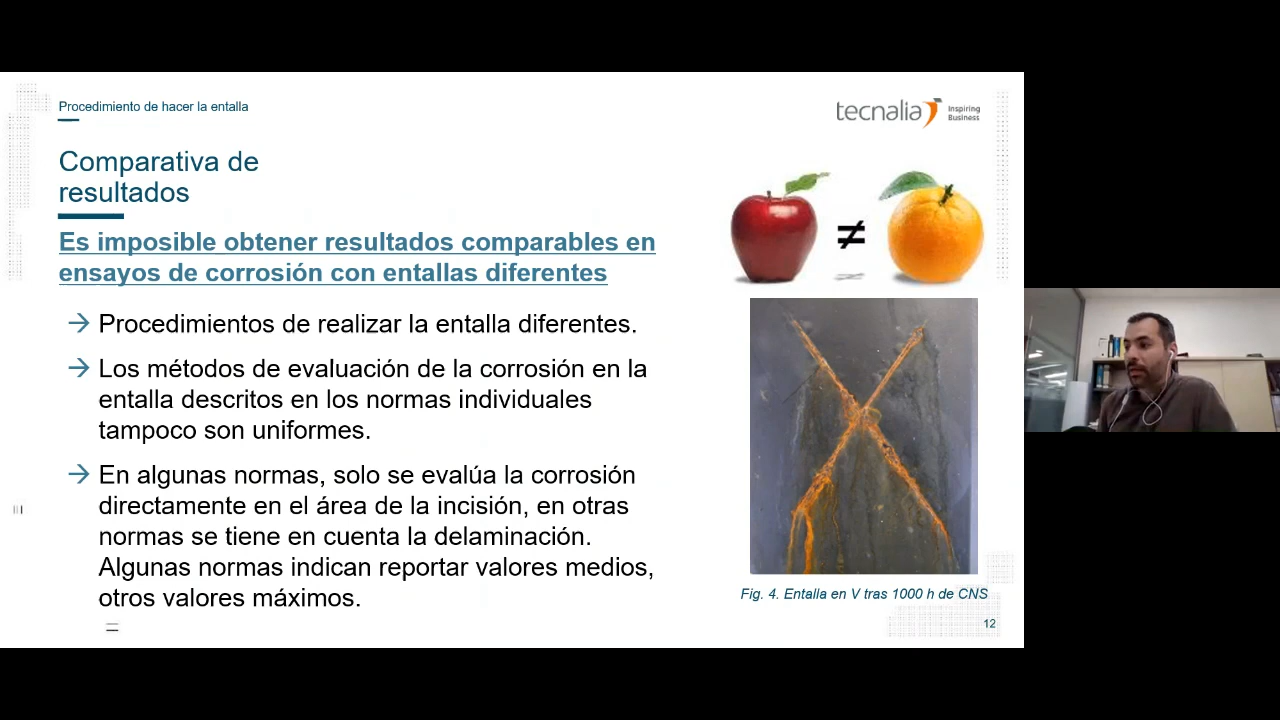 Procedimiento de hacer la entalla
tecnalia
Inspiring
Business
Comparativa de
resultados
Es imposible obtener resultados comparables en
ensayos de corrosión con entallas diferentes
≠
→ Procedimientos de realizar la entalla diferentes.
→ Los métodos de evaluación de la corrosión en la
entalla descritos en los normas individuales
tampoco son uniformes.
→ En algunas normas, solo se evalúa la corrosión
directamente en el área de la incisión, en otras
normas se tiene en cuenta la delaminación.
Algunas normas indican reportar valores medios,
otros valores máximos.
Fig. 4. Entalla en V tras 1000 h de CNS
12